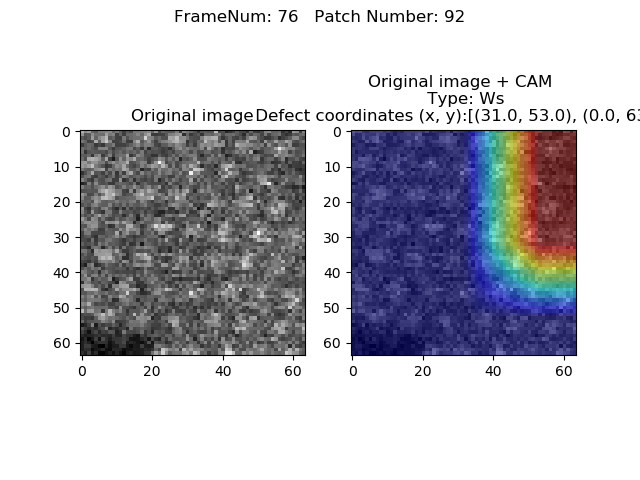 FrameNum: 76   Patch Number: 92
Original image + CAM
Type: Ws
Original image
Defect coordinates (x, y):[(31.0, 53.0), (0.0, 63
0
10
20
30
40
50
60
0 20 40 60
0
10
20
30
40
50
60
0 20 40 60